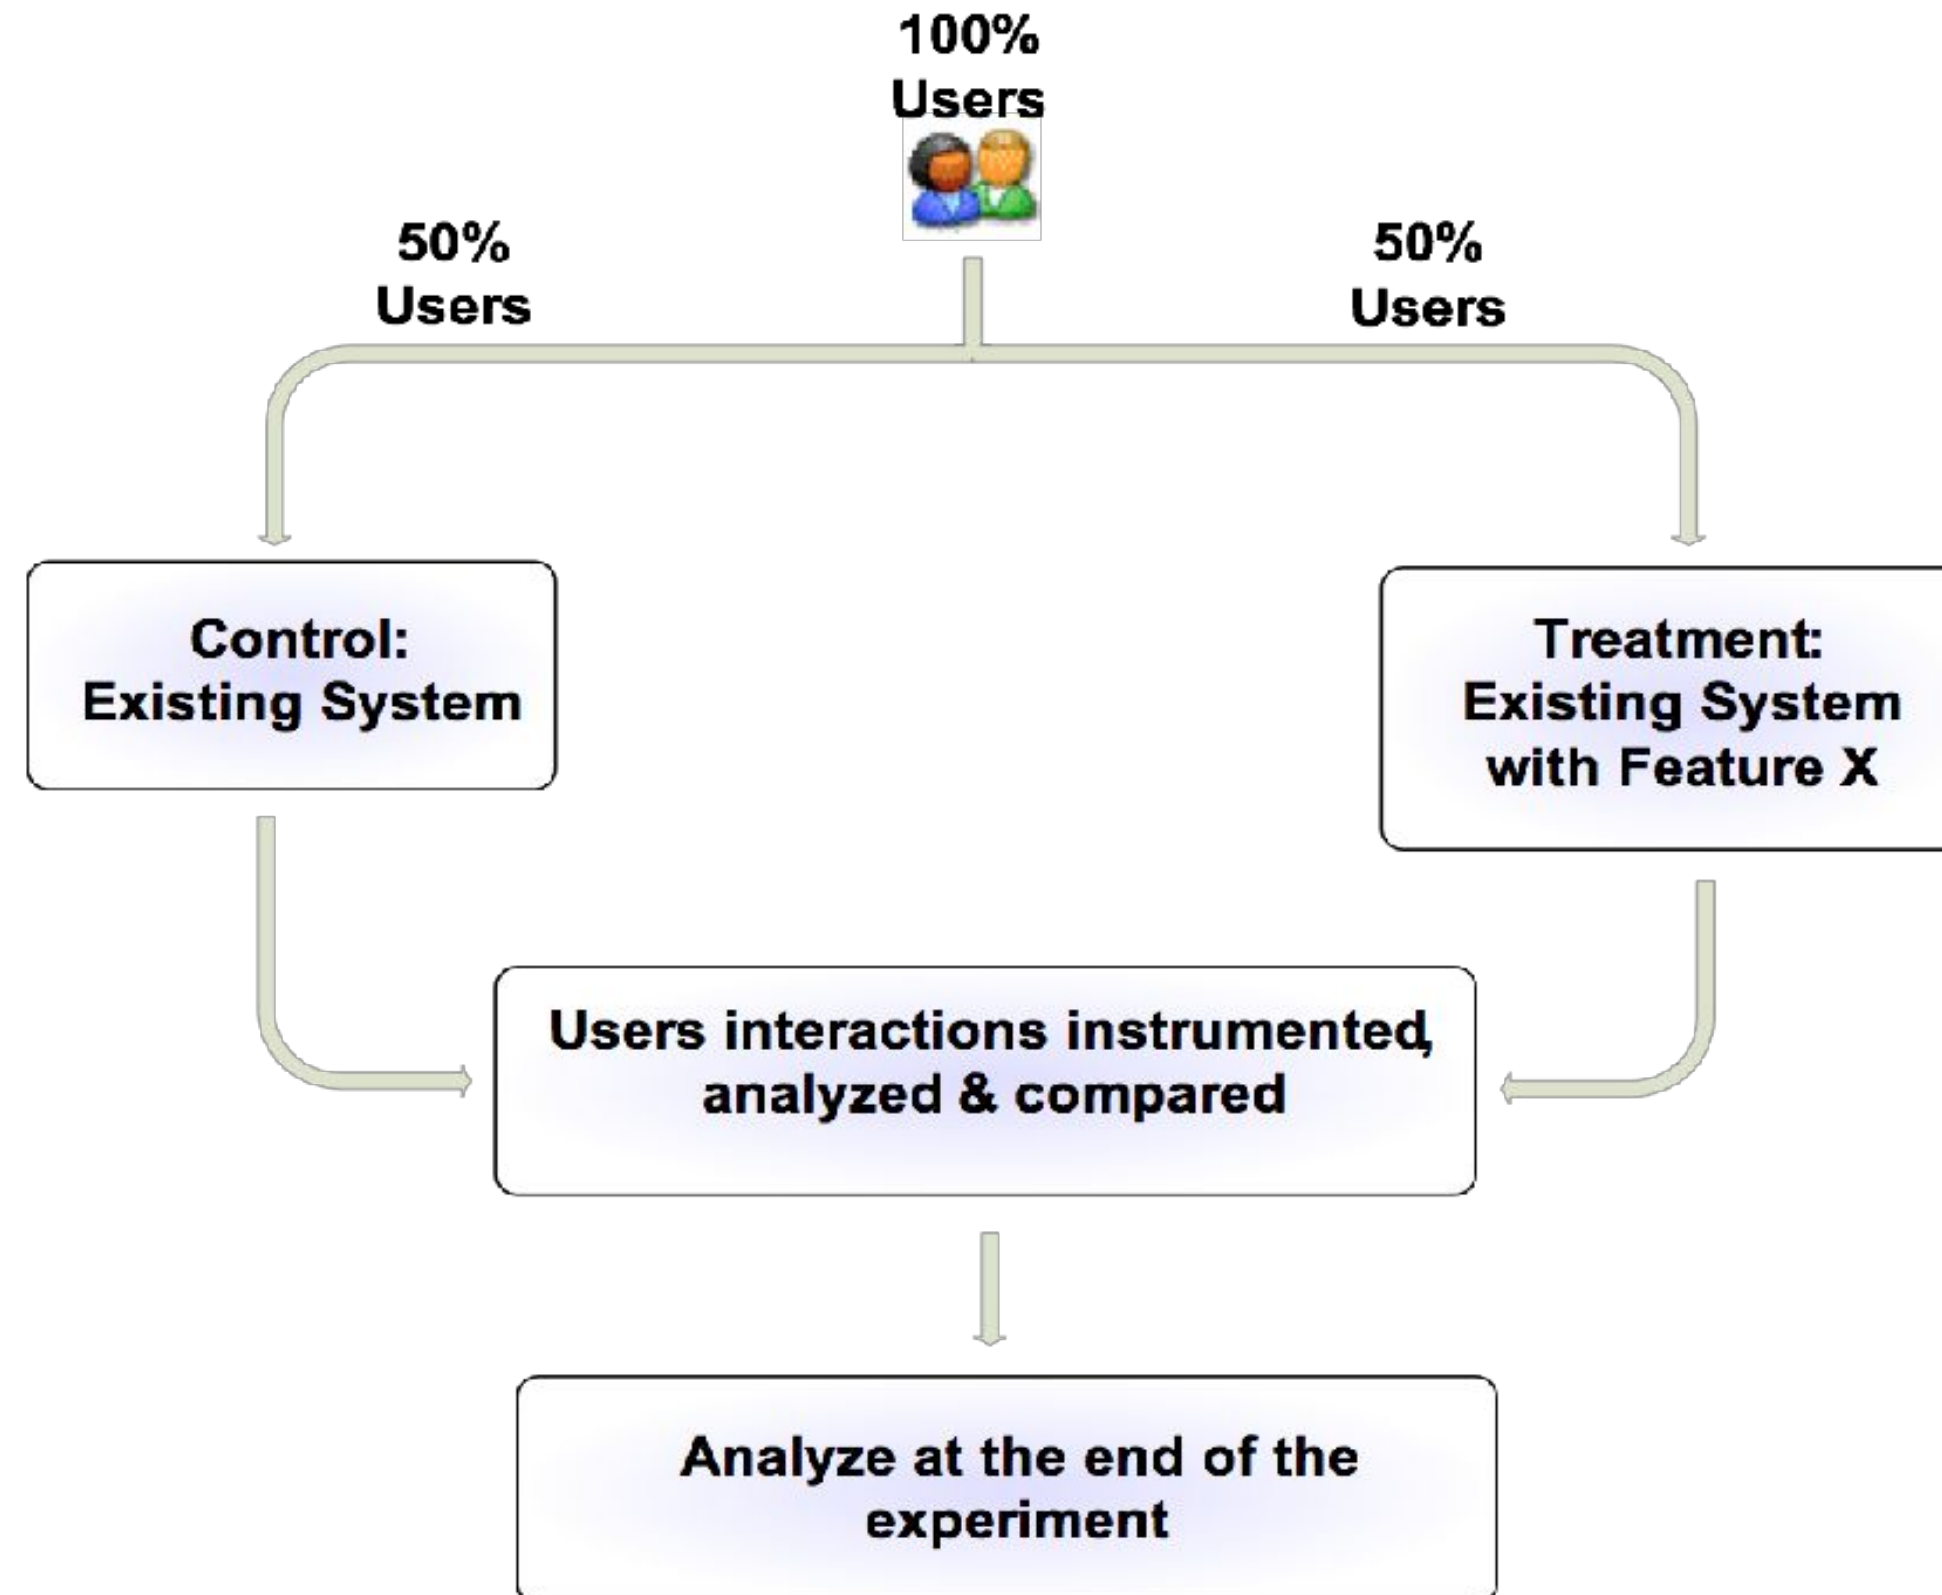 100%
Users
50%
Users
50%
Users
Control:
Existing System
Treatment:
Existing System
with Feature X
Users interactions instrumented,
analyzed & compared
Analyze at the end of the
experiment